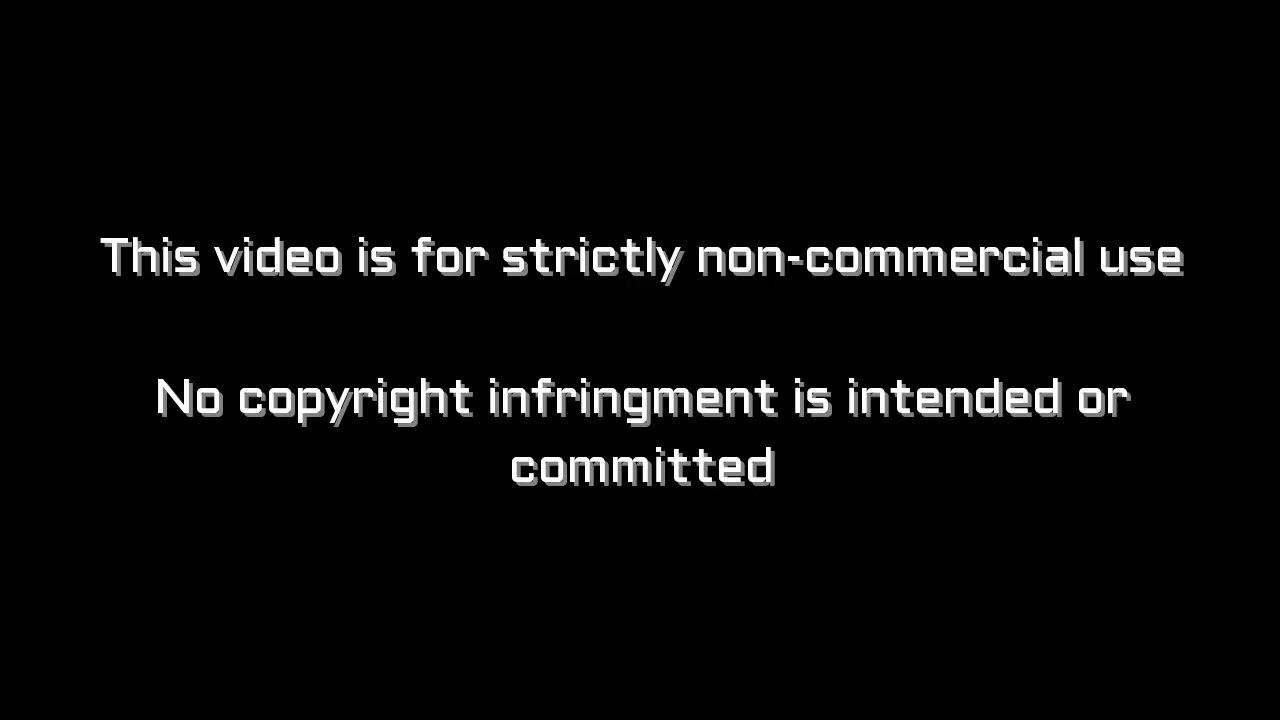 This video is for strictly non-commercial use
No copyright infringment is intended or
committed